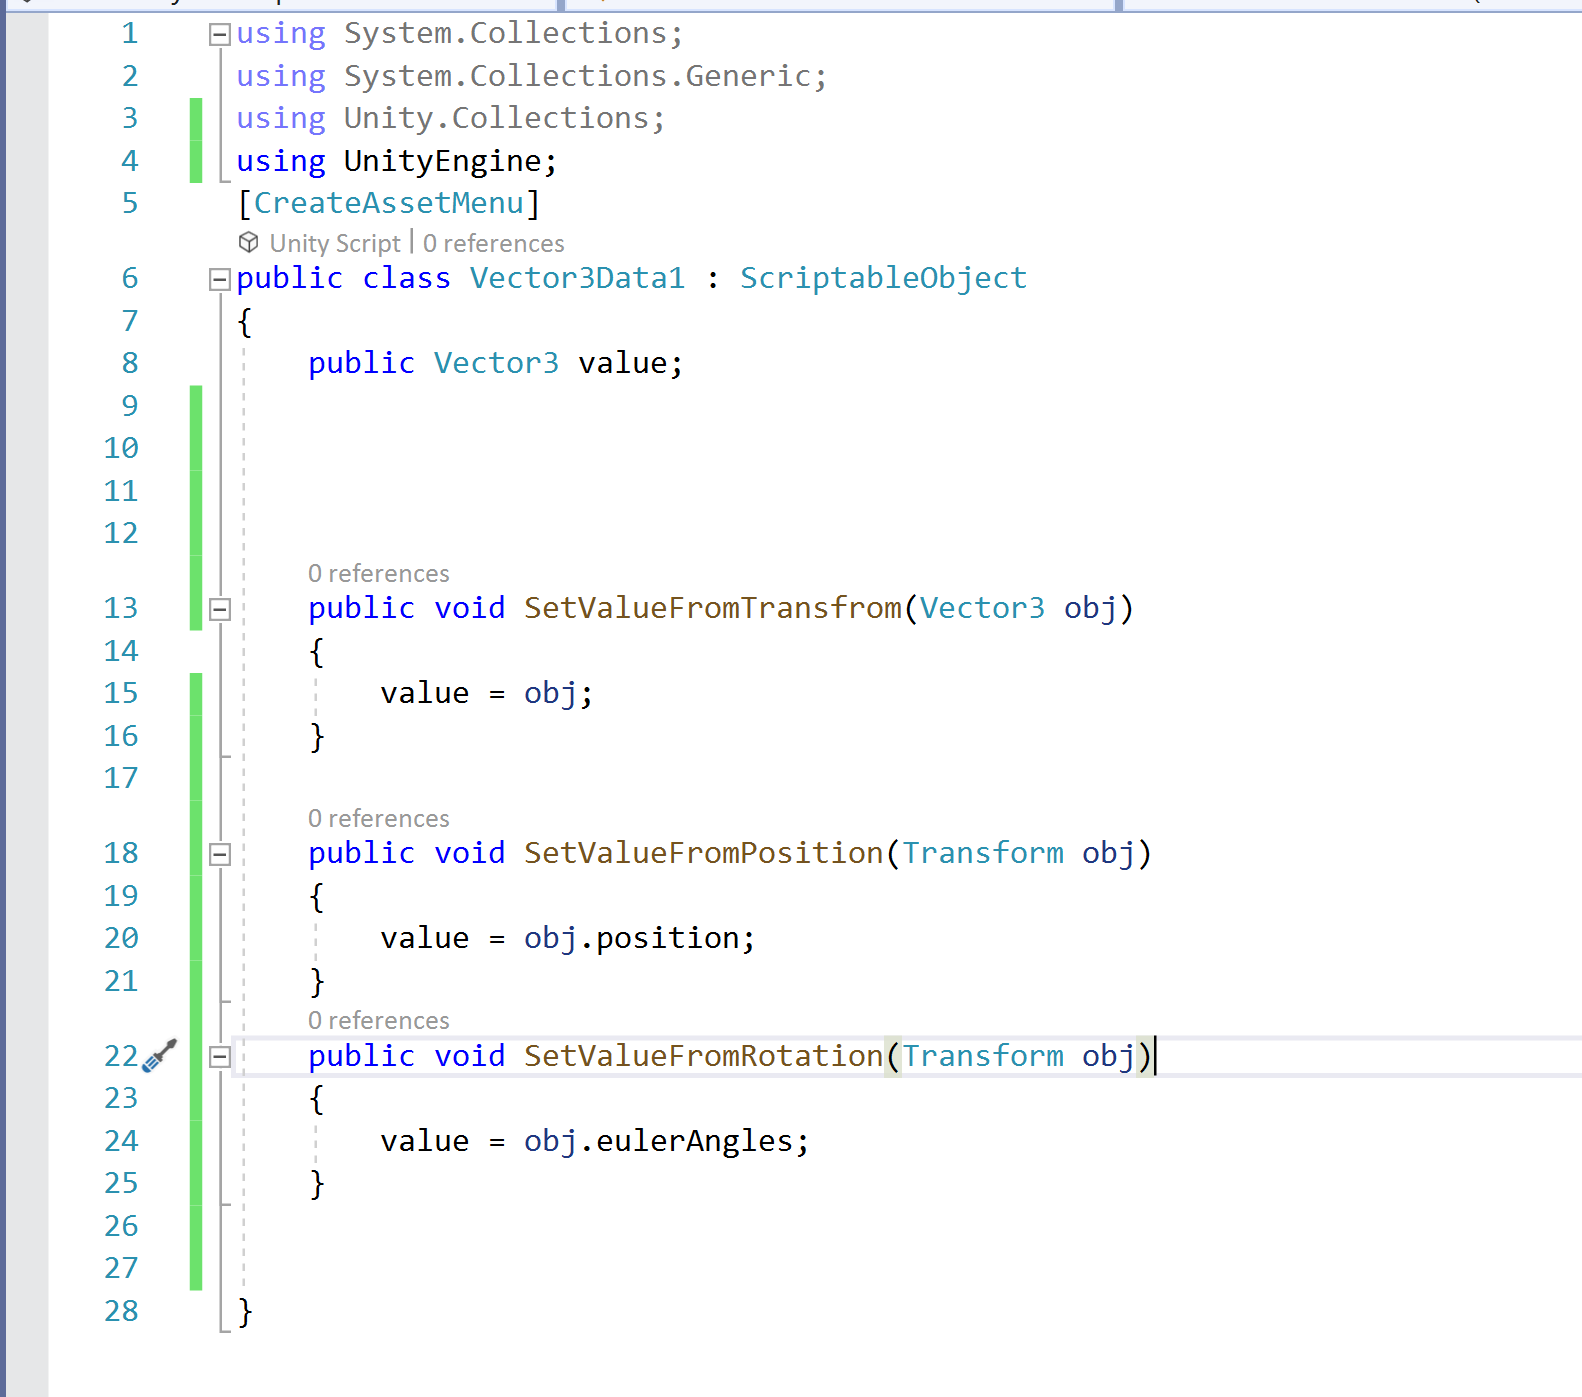 1 using System.Collections;
2 using System.Collections.Generic;
3 using Unity.Collections;
4 using UnityEngine;
5 [CreateAssetMenu]
Unity Script | 0 references
6 public class Vector3Data1 : ScriptableObject
7 {
8 public Vector3 value;
9
10
11
12
0 references
13 public void SetValueFromTransfrom(Vector3 obj)
14 {
15 value = obj;
16 }
17
0 references
18 public void SetValueFromPosition(Transform obj)
19 {
20 value = obj.position;
21 }
0 references
22 public void SetValueFromRotation(Transform obj)
23 {
24 value = obj.eulerAngles;
25 }
26
27
28 }